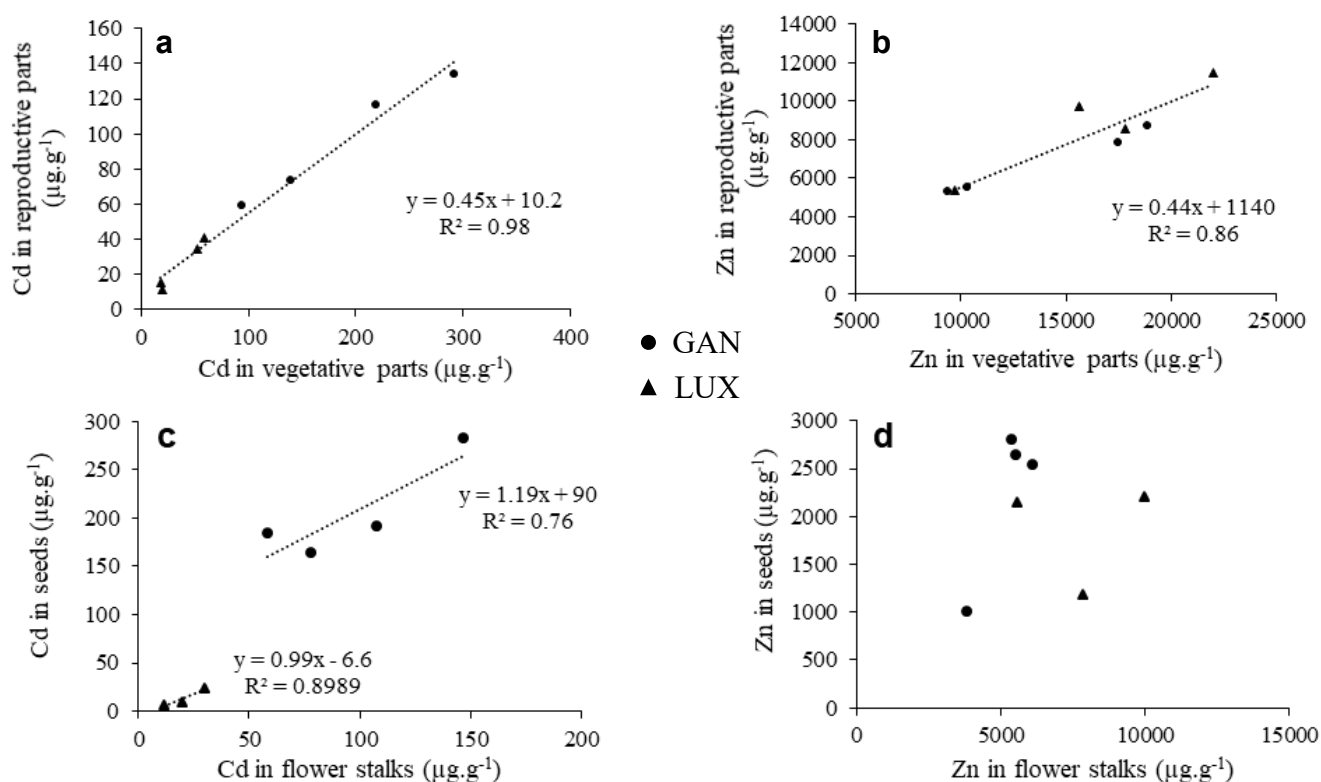 a
160
140
120
100
80
60
40
20
0
0 100 200 300 400
Cd in reproductive parts
(µg.g⁻¹)
Cd in vegetative parts (µg.g⁻¹)
y = 0.45x + 10.2
R² = 0.98
b
14000
12000
10000
8000
6000
4000
2000
0
5000 10000 15000 20000 25000
Zn in reproductive parts
(µg.g⁻¹)
Zn in vegetative parts (µg.g⁻¹)
y = 0.44x + 1140
R² = 0.86
GAN
LUX
c
300
250
200
150
100
50
0
0 50 100 150 200
Cd in seeds (µg.g⁻¹)
Cd in flower stalks (µg.g⁻¹)
y = 1.19x + 90
R² = 0.76
y = 0.99x - 6.6
R² = 0.8989
d
3000
2500
2000
1500
1000
500
0
0 5000 10000 15000
Zn in seeds (µg.g⁻¹)
Zn in flower stalks (µg.g⁻¹)